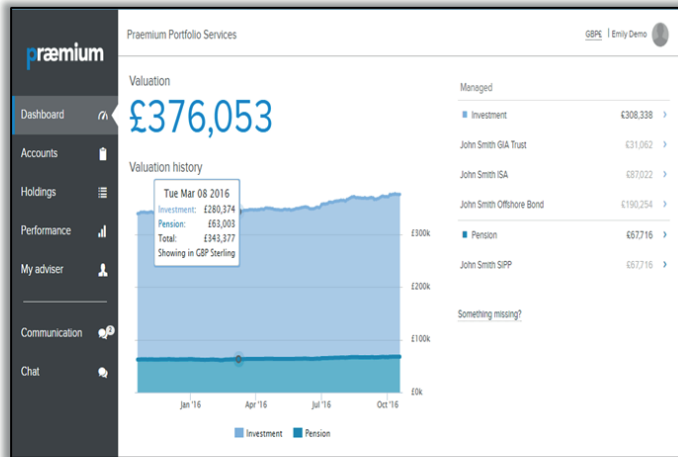 præmium
Praemium Portfolio Services
GBP£ | Emily Demo
Dashboard
Accounts
Holdings
Performance
My adviser
Communication 2
Chat
Valuation
£376,053
Valuation history
Tue Mar 08 2016
Investment: £280,374
Pension: £63,003
Total: £343,377
Showing in GBP Sterling
£300k
£200k
£100k
£0k
Jan '16 Apr '16 Jul '16 Oct '16
Investment Pension
Managed
Investment £308,338 >
John Smith GIA Trust £31,062 >
John Smith ISA £87,022 >
John Smith Offshore Bond £190,254 >
Pension £67,716 >
John Smith SIPP £67,716 >
Something missing?